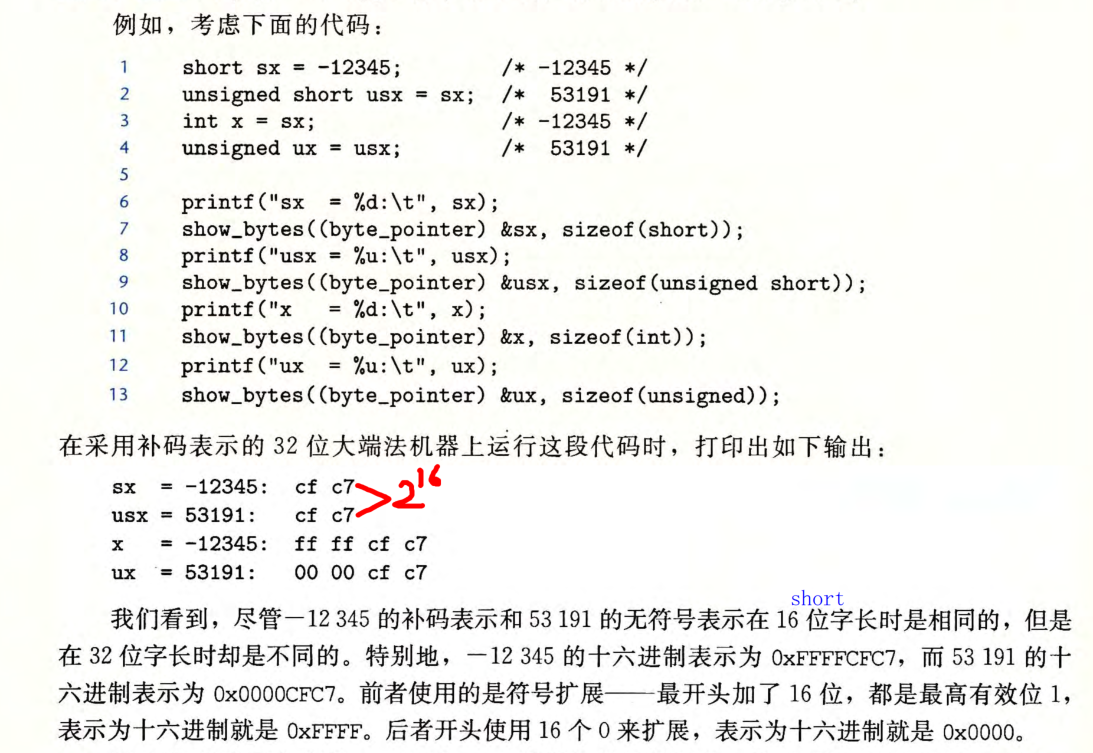 例如，考虑下面的代码：
1 short sx = -12345; /* -12345 */
2 unsigned short usx = sx; /* 53191 */
3 int x = sx; /* -12345 */
4 unsigned ux = usx; /* 53191 */
5
6 printf("sx = %d:\t", sx);
7 show_bytes((byte_pointer) &sx, sizeof(short));
8 printf("usx = %u:\t", usx);
9 show_bytes((byte_pointer) &usx, sizeof(unsigned short));
10 printf("x = %d:\t", x);
11 show_bytes((byte_pointer) &x, sizeof(int));
12 printf("ux = %u:\t", ux);
13 show_bytes((byte_pointer) &ux, sizeof(unsigned));
在采用补码表示的 32 位大端法机器上运行这段代码时，打印出如下输出：
sx = -12345: cf c7
>2^16
usx = 53191: cf c7
x = -12345: ff ff cf c7
ux = 53191: 00 00 cf c7
short
我们看到，尽管-12 345 的补码表示和 53 191 的无符号表示在 16 位字长时是相同的，但是
在 32 位字长时却是不同的。特别地，-12 345 的十六进制表示为 0xFFFFCFC7，而 53 191 的十
六进制表示为 0x0000CFC7。前者使用的是符号扩展——最开头加了 16 位，都是最高有效位 1，
表示为十六进制就是 0xFFFF。后者开头使用 16 个 0 来扩展，表示为十六进制就是 0x0000。